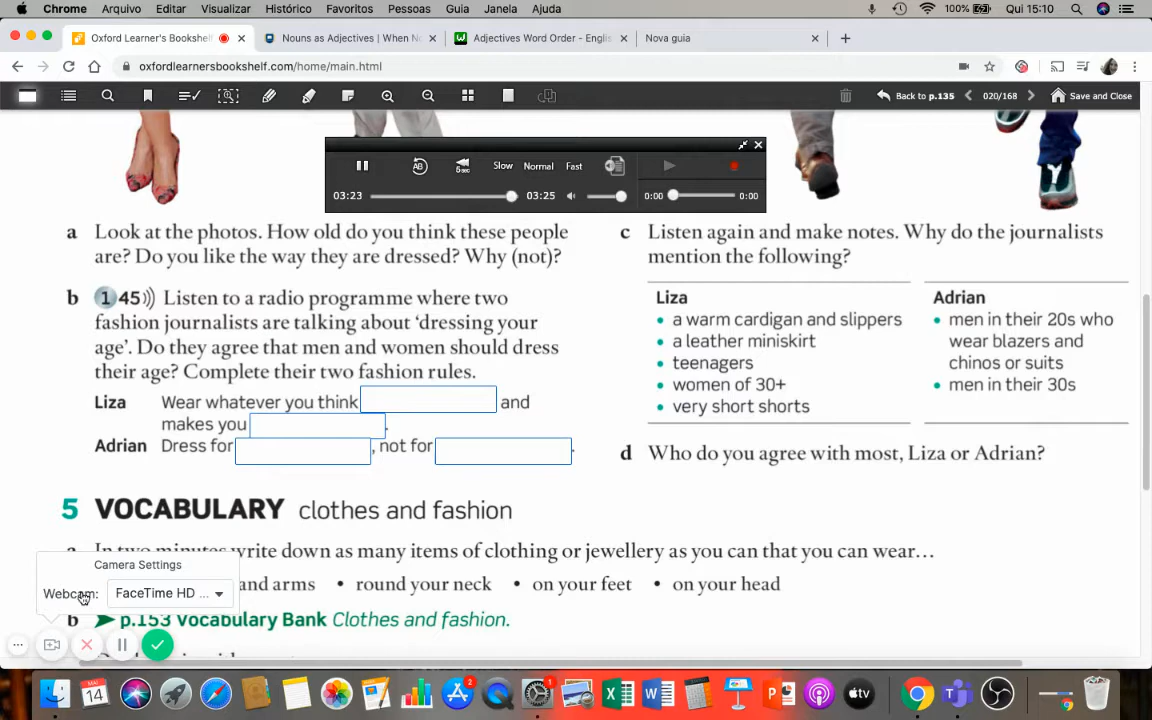 Chrome Arquivo Editar Visualizar Histórico Favoritos Pessoas Guia Janela Ajuda 100% Qui 15:10
Oxford Learner's Bookshelf Nouns as Adjectives | When No Adjectives Word Order - Englis Nova guia
oxfordlearnersbookshelf.com/home/main.html
Back to p.135 020/168 Save and Close
AB 5sec Slow Normal Fast
03:23 03:25 0:00 0:00
a Look at the photos. How old do you think these people
are? Do you like the way they are dressed? Why (not)?
b 1 45 Listen to a radio programme where two
fashion journalists are talking about 'dressing your
age'. Do they agree that men and women should dress
their age? Complete their two fashion rules.
Liza Wear whatever you think and
makes you .
Adrian Dress for , not for .
c Listen again and make notes. Why do the journalists
mention the following?
Liza
• a warm cardigan and slippers
• a leather miniskirt
• teenagers
• women of 30+
• very short shorts
Adrian
• men in their 20s who
wear blazers and
chinos or suits
• men in their 30s
d Who do you agree with most, Liza or Adrian?
5 VOCABULARY clothes and fashion
a In two minutes write down as many items of clothing or jewellery as you can that you can wear…
and arms • round your neck • on your feet • on your head
b p.153 Vocabulary Bank Clothes and fashion.
Camera Settings
Webcam: FaceTime HD ...
MAI
14
2
1
tv